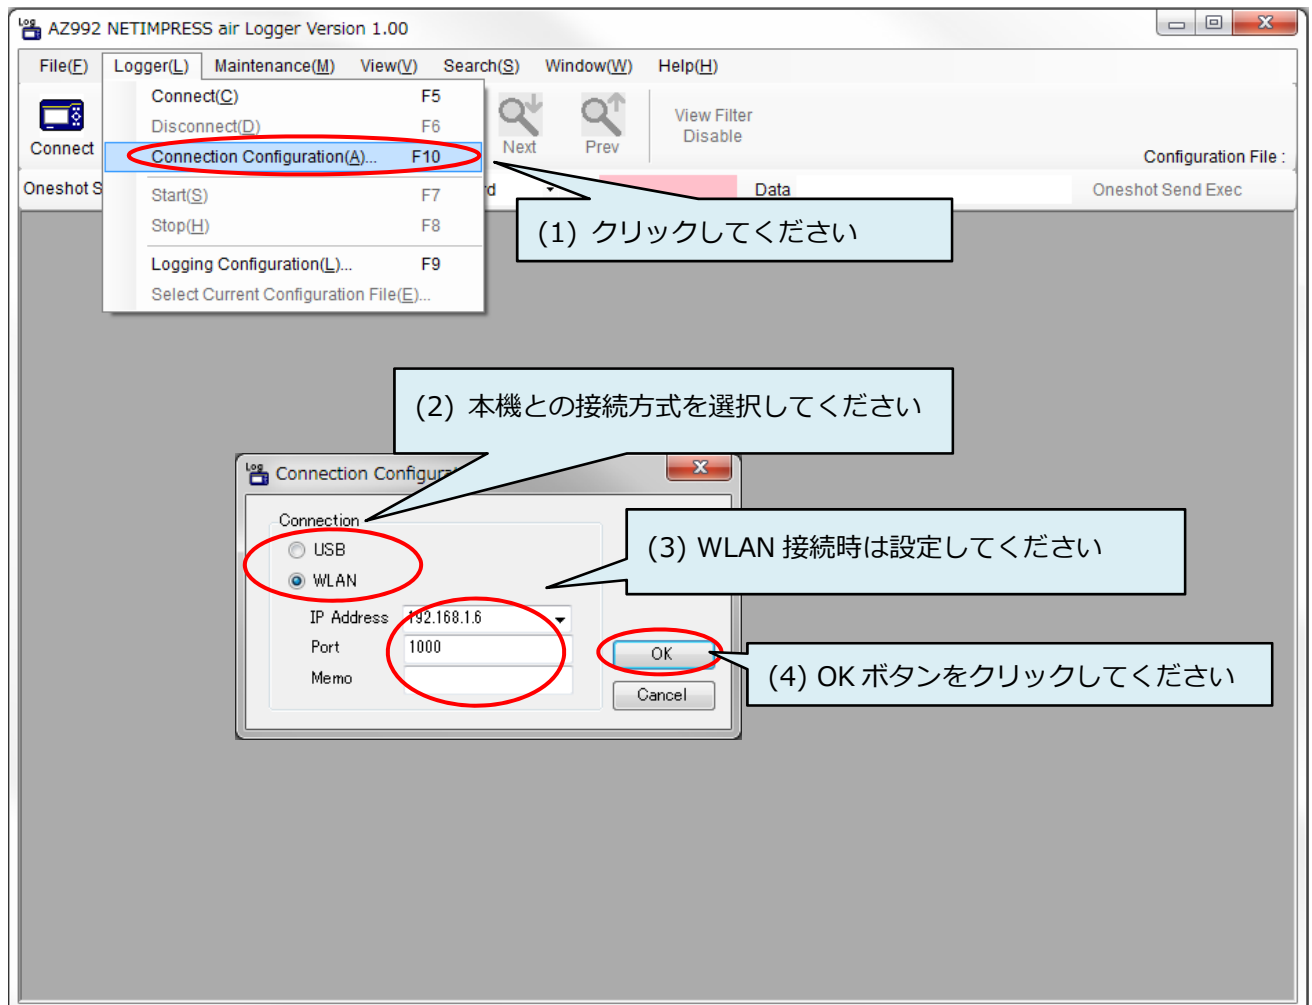 AZ992 NETIMPRESS air Logger Version 1.00
File(F) Logger(L) Maintenance(M) View(V) Search(S) Window(W) Help(H)
Connect(C) F5
Disconnect(D) F6
Connection Configuration(A)... F10
Start(S) F7
Stop(H) F8
Logging Configuration(L)... F9
Select Current Configuration File(E)...
Connect
Next
Prev
View Filter
Disable
Configuration File :
Oneshot S
rd
Data
Oneshot Send Exec
(1) クリックしてください
(2) 本機との接続方式を選択してください
Connection Configurat
Connection
USB
WLAN
(3) WLAN 接続時は設定してください
IP Address 192.168.1.6
Port 1000
Memo
OK
Cancel
(4) OK ボタンをクリックしてください